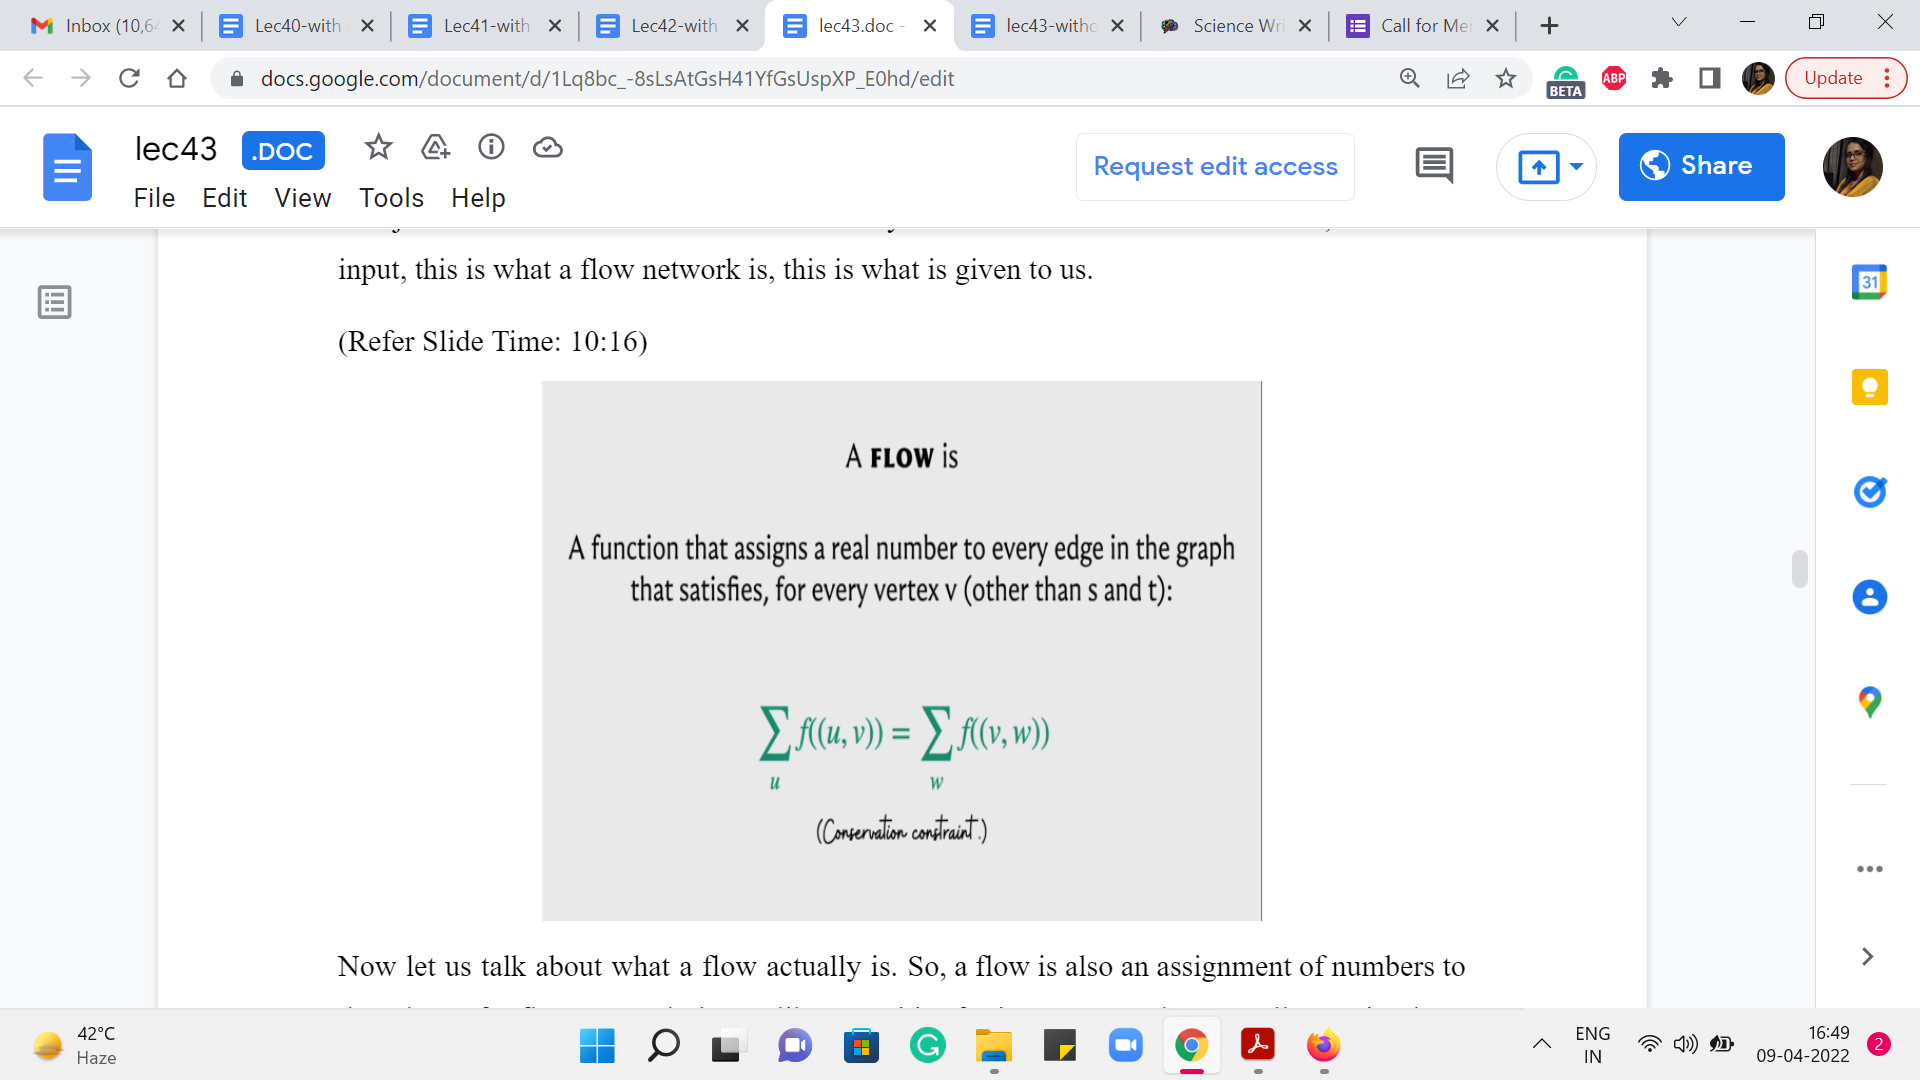 Inbox (10,6
Lec40-with
Lec41-with
Lec42-with
lec43.doc -
lec43-witho
Science Wri
Call for Mer
docs.google.com/document/d/1Lq8bc_-8sLsAtGsH41YfGsUspXP_E0hd/edit
BETA
ABP
Update
lec43
.DOC
Request edit access
Share
File Edit View Tools Help
31
input, this is what a flow network is, this is what is given to us.
(Refer Slide Time: 10:16)
A FLOW is
A function that assigns a real number to every edge in the graph
that satisfies, for every vertex v (other than s and t):
∑ f((u, v)) = ∑ f((v, w))
u w
(Conservation constraint.)
Now let us talk about what a flow actually is. So, a flow is also an assignment of numbers to
42°C
Haze
ENG
IN
16:49
09-04-2022
2